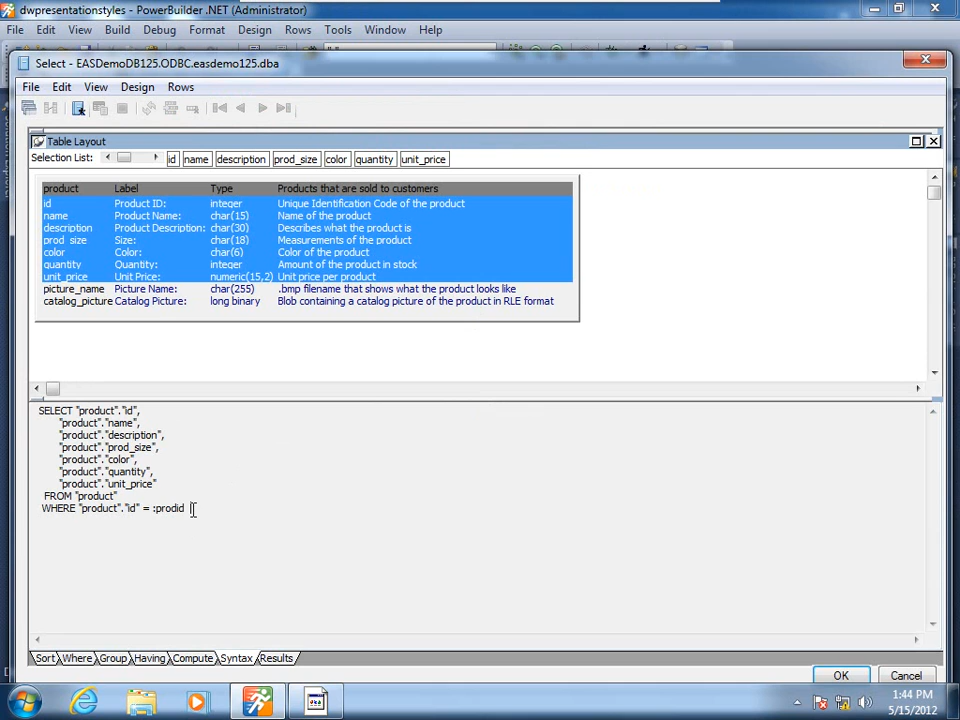 dwpresentationstyles - PowerBuilder .NET (Administrator)
File Edit View Build Debug Format Design Rows Tools Window Help
Select - EASDemoDB125.ODBC.easdemo125.dba
File Edit View Design Rows
Table Layout
Selection List: id name description prod_size color quantity unit_price
product Label Type Products that are sold to customers
id Product ID: integer Unique Identification Code of the product
name Product Name: char(15) Name of the product
description Product Description: char(30) Describes what the product is
prod_size Size: char(18) Measurements of the product
color Color: char(6) Color of the product
quantity Quantity: integer Amount of the product in stock
unit_price Unit Price: numeric(15,2) Unit price per product
picture_name Picture Name: char(255) .bmp filename that shows what the product looks like
catalog_picture Catalog Picture: long binary Blob containing a catalog picture of the product in RLE format
SELECT "product"."id",
"product"."name",
"product"."description",
"product"."prod_size",
"product"."color",
"product"."quantity",
"product"."unit_price"
FROM "product"
WHERE "product"."id" = :prodid
Sort Where Group Having Compute Syntax Results
OK Cancel
1:44 PM
5/15/2012